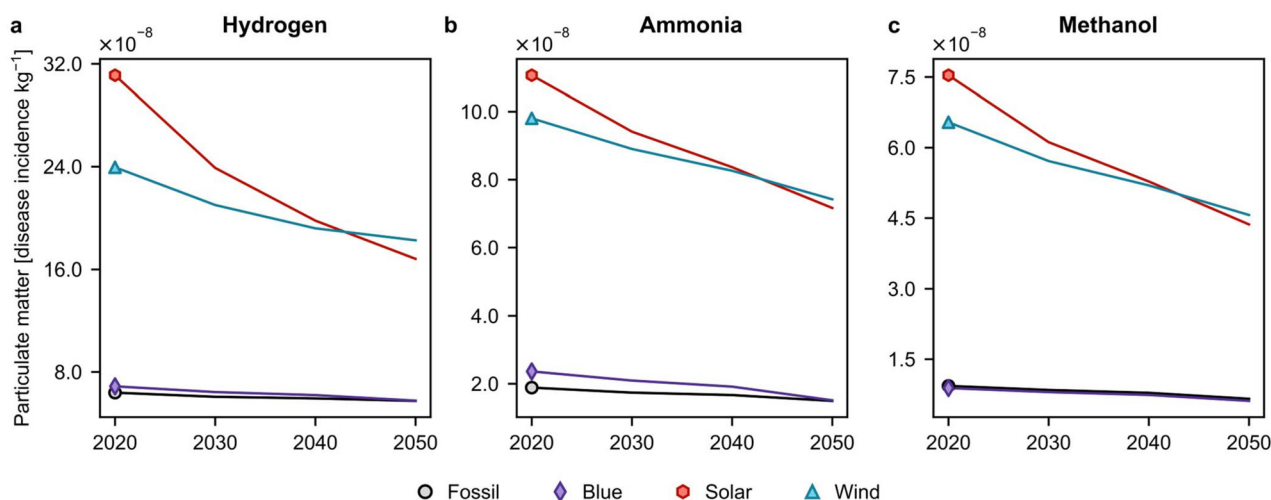 a Hydrogen
×10⁻⁸
Particulate matter [disease incidence kg⁻¹]
32.0
24.0
16.0
8.0
2020 2030 2040 2050
b Ammonia
×10⁻⁸
10.0
8.0
6.0
4.0
2.0
2020 2030 2040 2050
c Methanol
×10⁻⁸
7.5
6.0
4.5
3.0
1.5
2020 2030 2040 2050
Fossil Blue Solar Wind